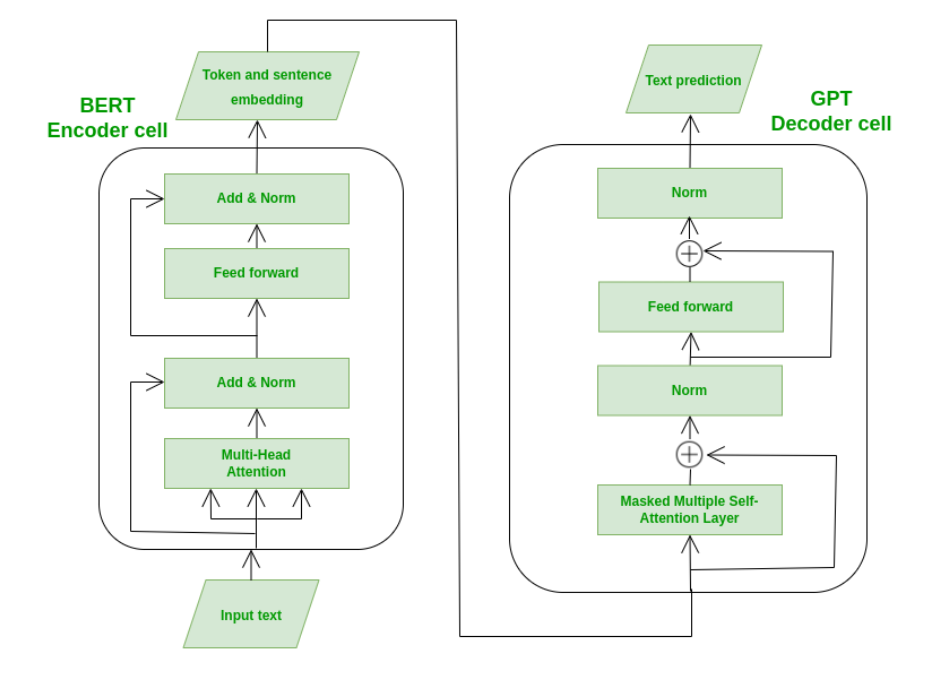 Token and sentence
embedding
BERT
Encoder cell
Add & Norm
Feed forward
Add & Norm
Multi-Head
Attention
Input text
Text prediction
GPT
Decoder cell
Norm
Feed forward
Norm
Masked Multiple Self-
Attention Layer